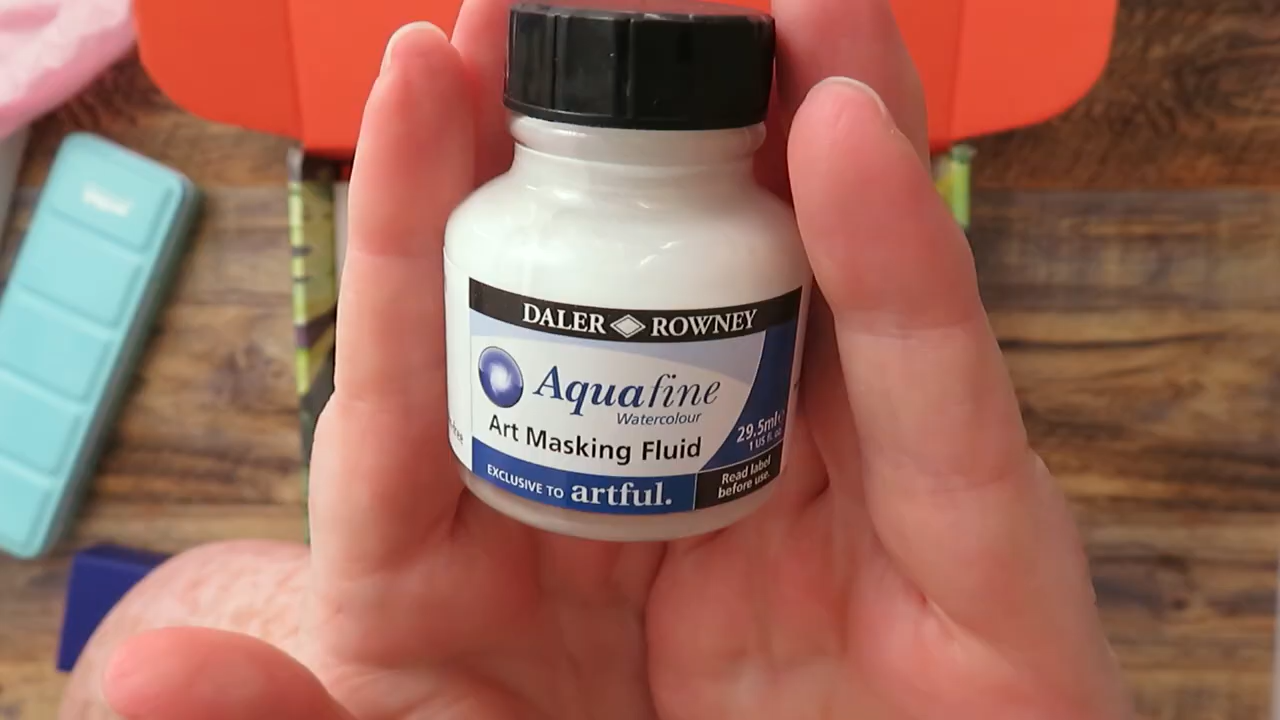 DALER ROWNEY
Aquafine
Watercolour
Art Masking Fluid
29.5ml
1 US fl. oz
EXCLUSIVE TO artful.
Read label
before use.